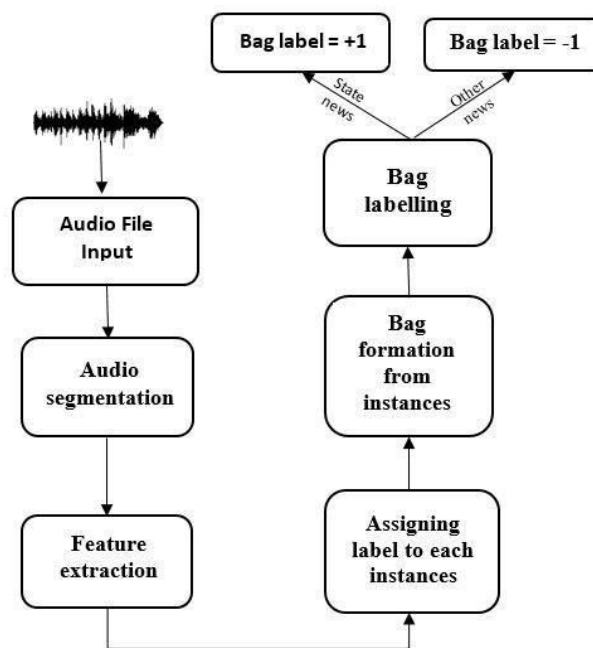 Audio File
Input
Audio
segmentation
Feature
extraction
Assigning
label to each
instances
Bag
formation
from
instances
Bag
labelling
State
news
Other
news
Bag label = +1
Bag label = -1